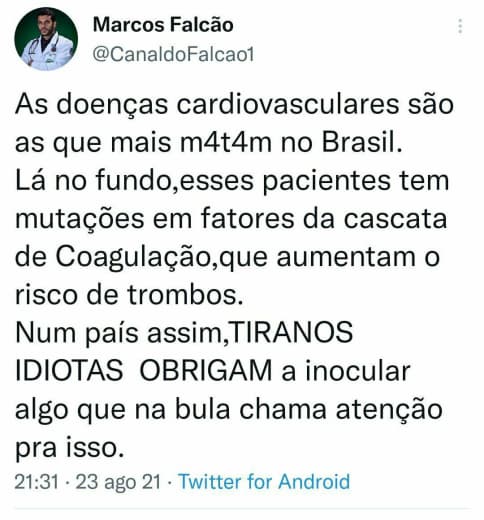 Marcos Falcão
@CanaldoFalcao1
As doenças cardiovasculares são
as que mais m4t4m no Brasil.
Lá no fundo,esses pacientes tem
mutações em fatores da cascata
de Coagulação,que aumentam o
risco de trombos.
Num país assim,TIRANOS
IDIOTAS  OBRIGAM a inocular
algo que na bula chama atenção
pra isso.
21:31 · 23 ago 21 · Twitter for Android